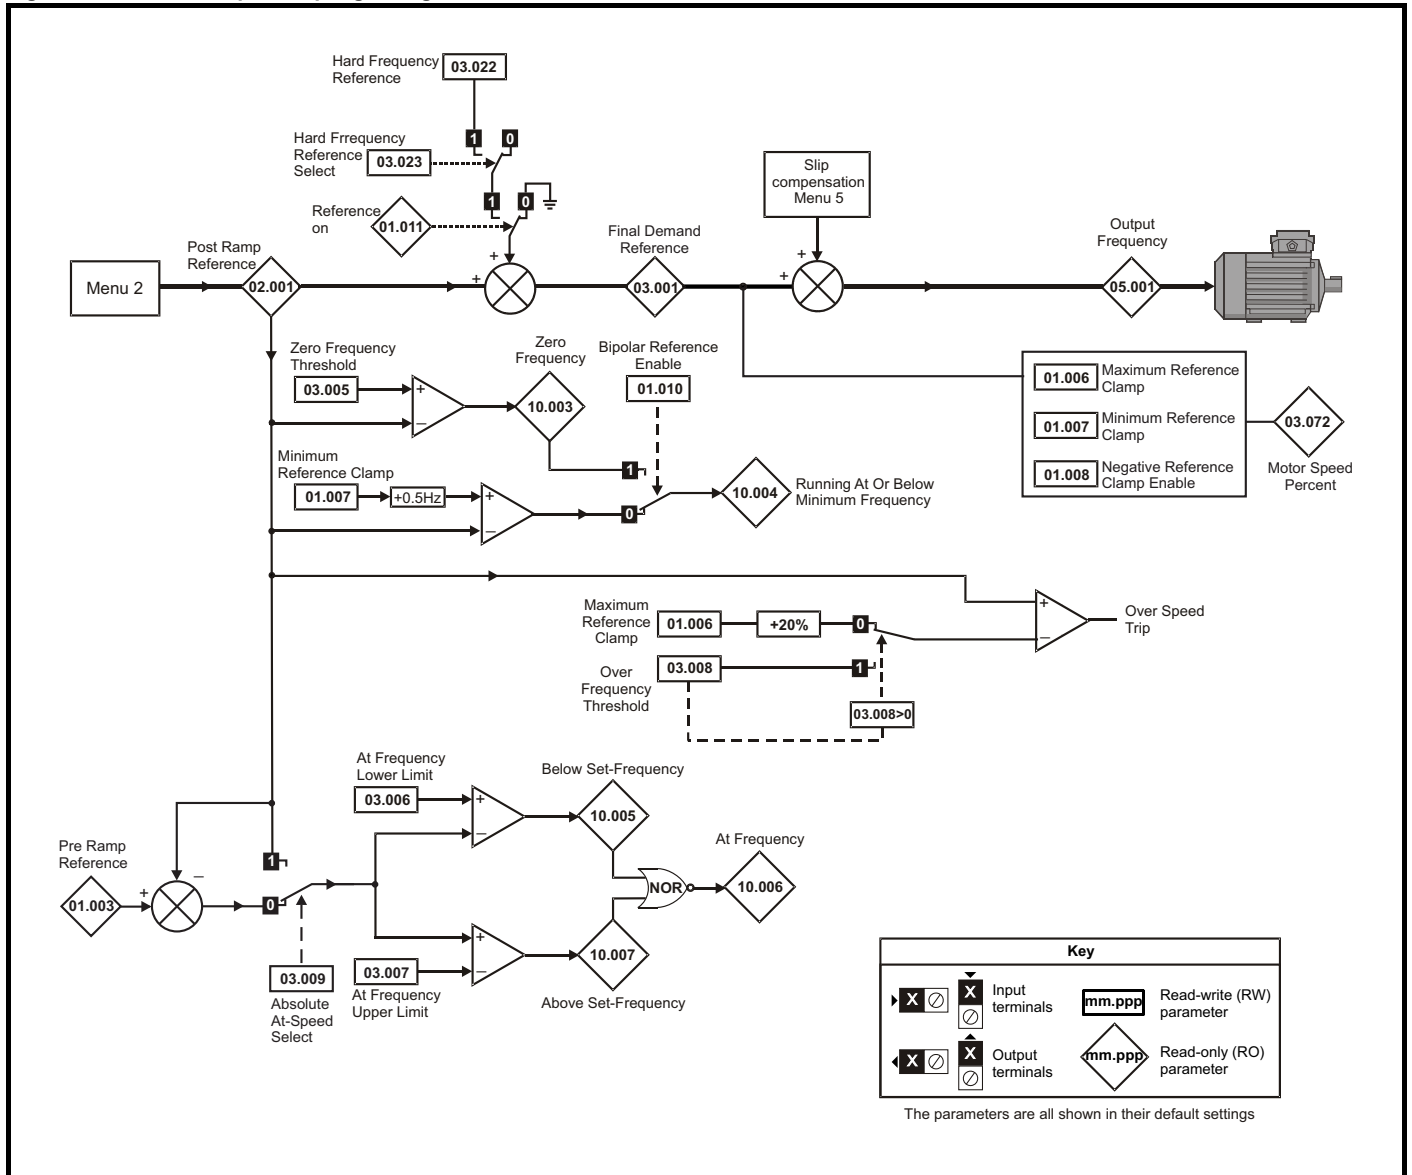 Hard Frequency
Reference
03.022
1 0
Hard Frrequency
Reference
Select
03.023
1 0
Reference
on
01.011
Slip
compensation
Menu 5
Post Ramp
Reference
Final Demand
Reference
Output
Frequency
Menu 2
02.001
+
+
03.001
+
+
05.001
Zero Frequency
Threshold
03.005
+
–
Zero
Frequency
10.003
Bipolar Reference
Enable
01.010
1
Minimum
Reference Clamp
01.007
+0.5Hz
+
–
0
10.004
Running At Or Below
Minimum Frequency
01.006
Maximum Reference
Clamp
01.007
Minimum Reference
Clamp
01.008
Negative Reference
Clamp Enable
03.072
Motor Speed
Percent
Maximum
Reference
Clamp
01.006
+20%
0
+
–
Over Speed
Trip
Over
Frequency
Threshold
03.008
1
03.008>0
At Frequency
Lower Limit
03.006
+
–
Below Set-Frequency
10.005
At Frequency
NOR
10.006
Pre Ramp
Reference
01.003
+
–
1
0
03.009
Absolute
At-Speed
Select
03.007
At Frequency
Upper Limit
+
–
10.007
Above Set-Frequency
Key
X
X
Input
terminals
mm.ppp
Read-write (RW)
parameter
X
X
Output
terminals
mm.ppp
Read-only (RO)
parameter
The parameters are all shown in their default settings